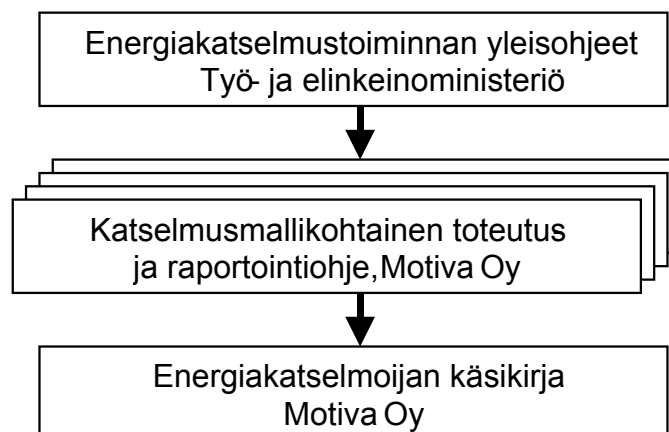 Energiakatselmustoiminnan yleisohjeet
Työ- ja elinkeinoministeriö
Katselmusmallikohtainen toteutus
ja raportointiohje,Motiva Oy
Energiakatselmoijan käsikirja
Motiva Oy